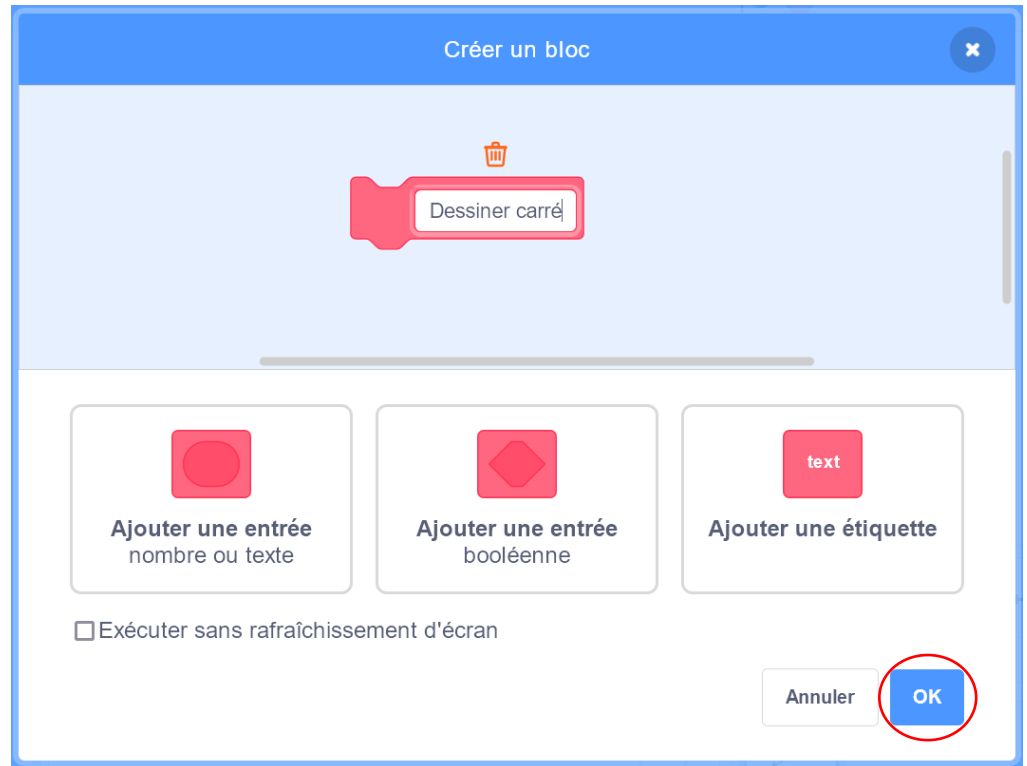 Créer un bloc
Dessiner carré
text
Ajouter une entrée
nombre ou texte
Ajouter une entrée
booléenne
Ajouter une étiquette
Exécuter sans rafraîchissement d'écran
Annuler
OK